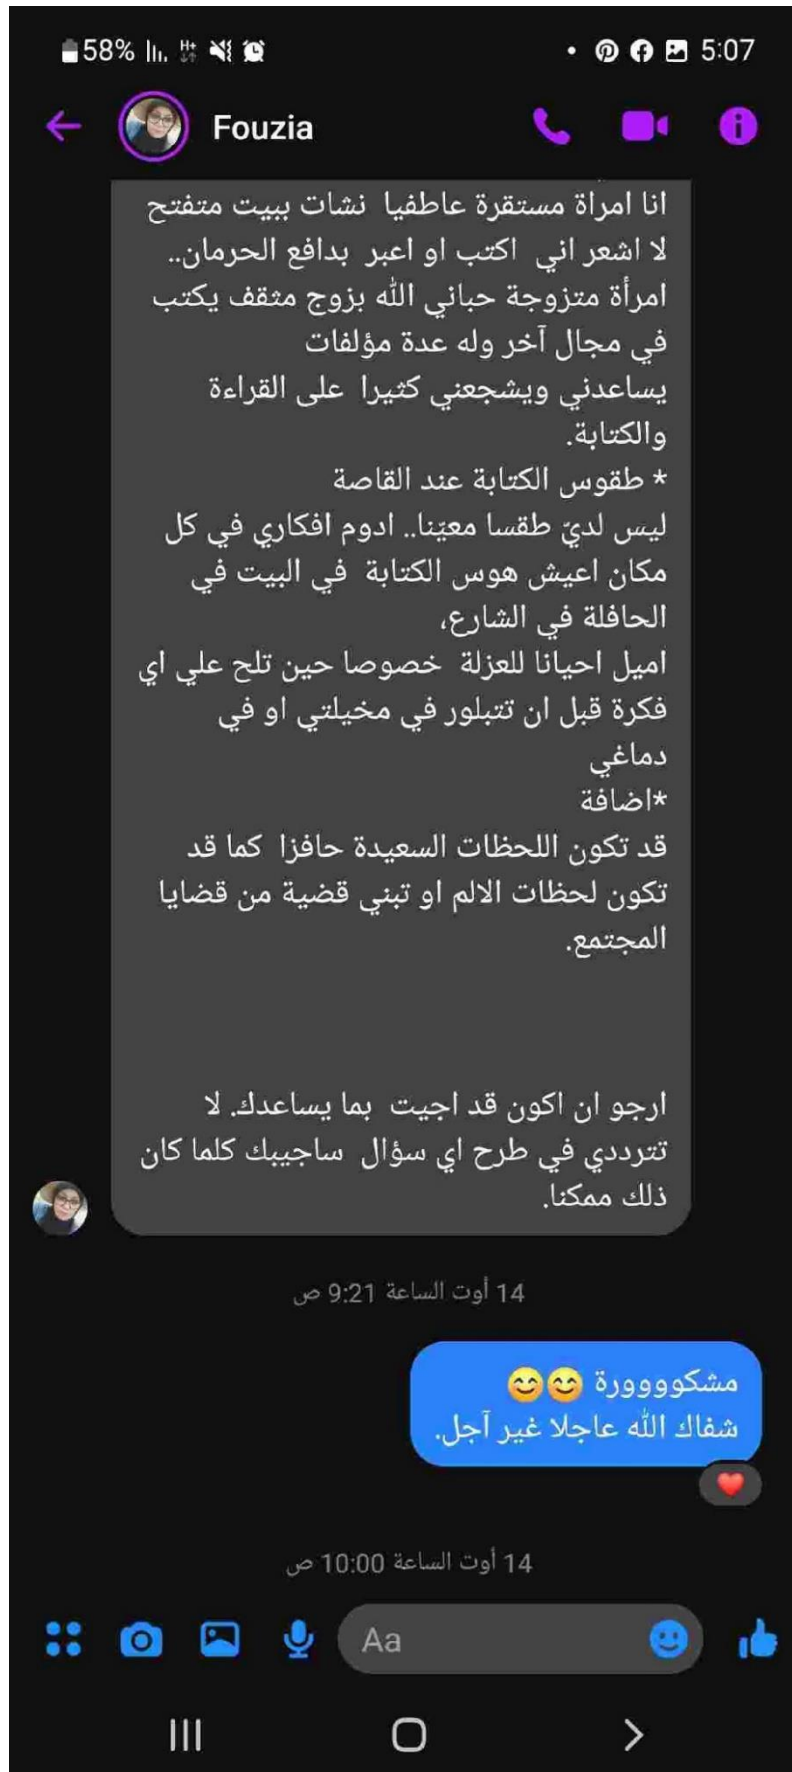 58% H+ 5:07
Fouzia
انا امراة مستقرة عاطفيا نشات ببيت متفتح
لا اشعر اني اكتب او اعبر بدافع الحرمان..
امرأة متزوجة حباني الله بزوج مثقف يكتب
في مجال آخر وله عدة مؤلفات
يساعدني ويشجعني كثيرا على القراءة
والكتابة.
* طقوس الكتابة عند القاصة
ليس لديّ طقسا معيّنا.. ادوم افكاري في كل
مكان اعيش هوس الكتابة في البيت في
الحافلة في الشارع،
اميل احيانا للعزلة خصوصا حين تلح علي اي
فكرة قبل ان تتبلور في مخيلتي او في
دماغي
*اضافة
قد تكون اللحظات السعيدة حافزا كما قد
تكون لحظات الالم او تبني قضية من قضايا
المجتمع.
ارجو ان اكون قد اجيت بما يساعدك. لا
تترددي في طرح اي سؤال ساجيبك كلما كان
ذلك ممكنا.
14 أوت الساعة 9:21 ص
مشكوووورة 😊😊
شفاك الله عاجلا غير آجل.
❤️
14 أوت الساعة 10:00 ص
Aa